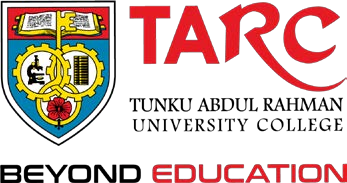 TARC
TUNKU ABDUL RAHMAN
UNIVERSITY COLLEGE
BEYOND EDUCATION